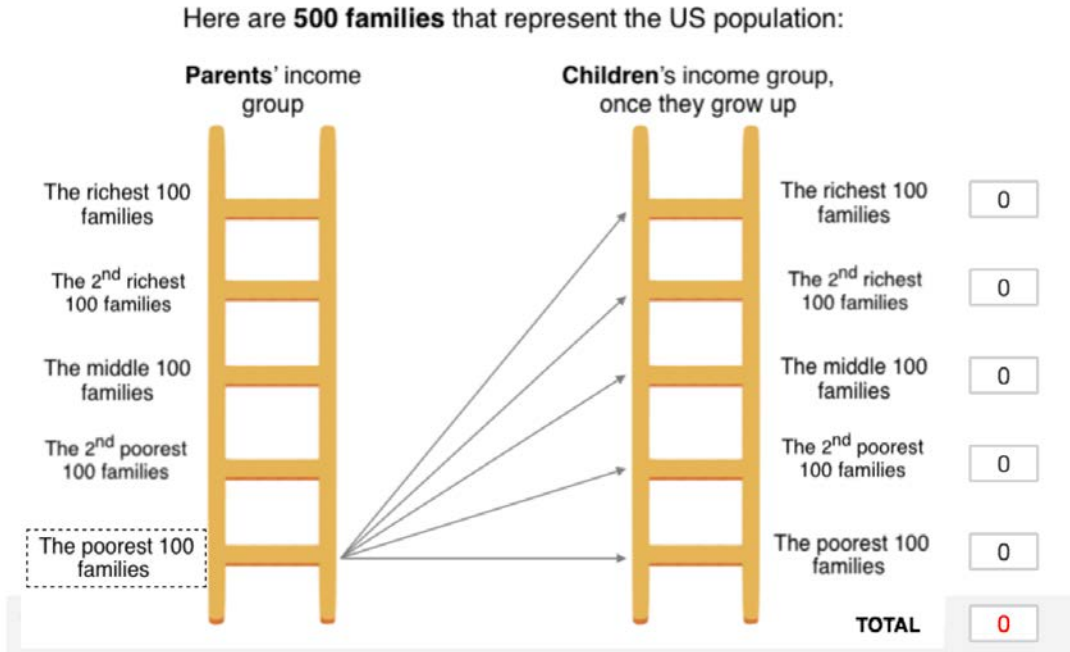 Here are 500 families that represent the US population:
Parents' income
group
Children's income group,
once they grow up
The richest 100
families
The 2nd richest
100 families
The middle 100
families
The 2nd poorest
100 families
The poorest 100
families
The richest 100
families
0
The 2nd richest
100 families
0
The middle 100
families
0
The 2nd poorest
100 families
0
The poorest 100
families
0
TOTAL
0